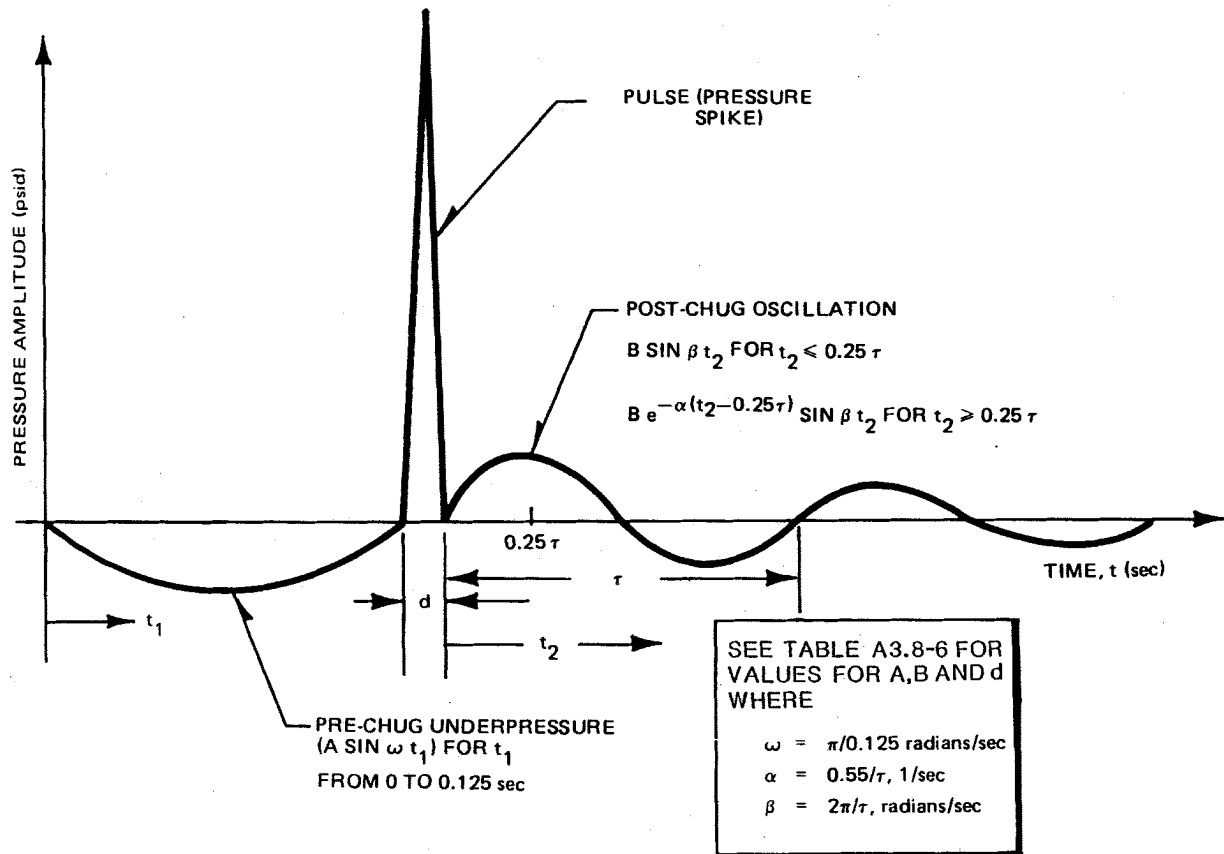 PRESSURE AMPLITUDE (psid)
PULSE (PRESSURE
SPIKE)
POST-CHUG OSCILLATION
B SIN β t₂ FOR t₂ ⩽ 0.25 τ
B e^−α(t₂−0.25τ) SIN β t₂ FOR t₂ ⩾ 0.25 τ
0.25 τ
τ
TIME, t (sec)
d
t₁
t₂
PRE-CHUG UNDERPRESSURE
(A SIN ω t₁) FOR t₁
FROM 0 TO 0.125 sec
SEE TABLE A3.8-6 FOR
VALUES FOR A,B AND d
WHERE
ω = π/0.125 radians/sec
α = 0.55/τ, 1/sec
β = 2π/τ, radians/sec